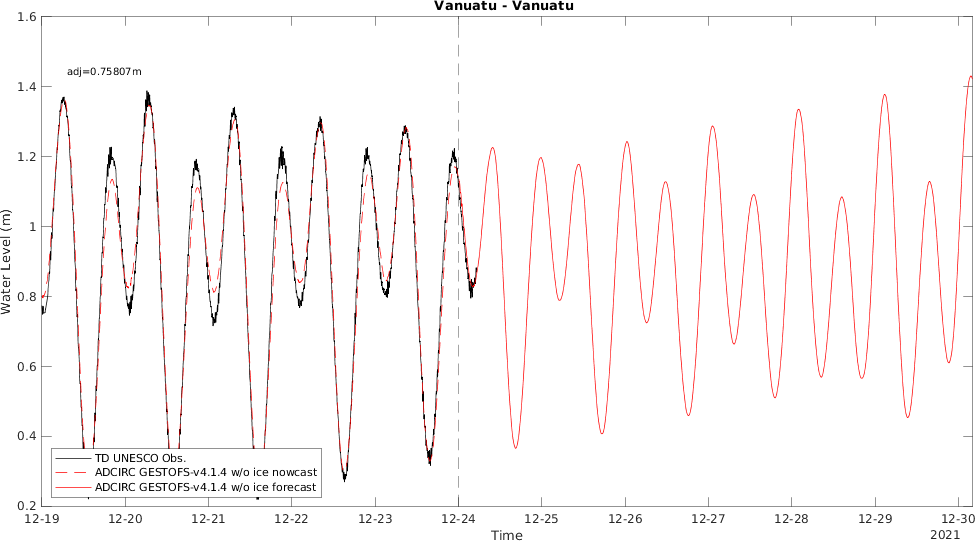 Vanuatu - Vanuatu
adj=0.75807m
Water Level (m)
1.6
1.4
1.2
1
0.8
0.6
0.4
0.2
TD UNESCO Obs.
ADCIRC GESTOFS-v4.1.4 w/o ice nowcast
ADCIRC GESTOFS-v4.1.4 w/o ice forecast
12-19 12-20 12-21 12-22 12-23 12-24 12-25 12-26 12-27 12-28 12-29 12-30
Time
2021